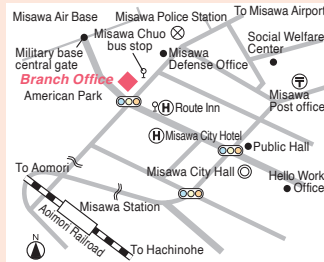 Misawa Air Base
Misawa Police Station
To Misawa Airport
Misawa Chuo
bus stop
Social Welfare
Center
Military base
central gate
Misawa
Defense Office
Branch Office
American Park
H Route Inn
Misawa
Post office
H Misawa City Hotel
Public Hall
To Aomori
Misawa City Hall
Hello Work
Office
Misawa Station
Aoimori Railroad
To Hachinohe
N